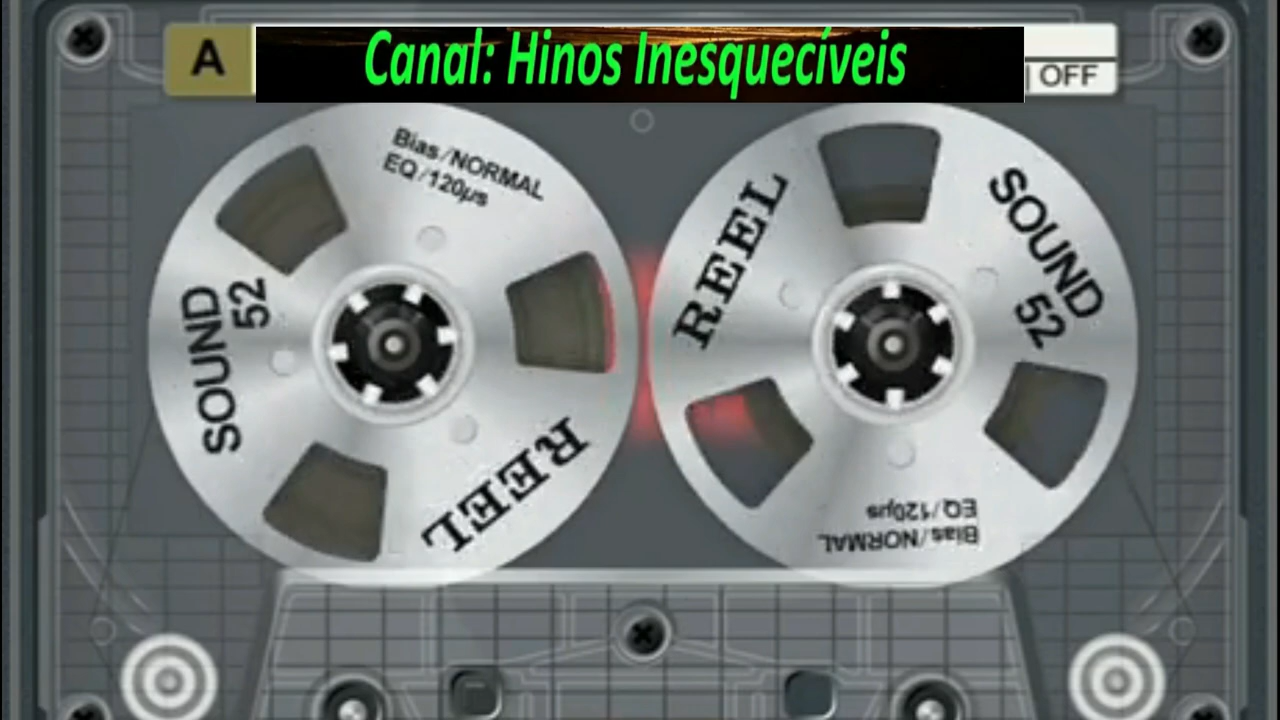 Canal: Hinos Inesquecíveis
A
OFF
Bias/NORMAL
EQ/120µs
SOUND
52
REEL
REEL
SOUND
52
EQ/120µs
Bias/NORMAL